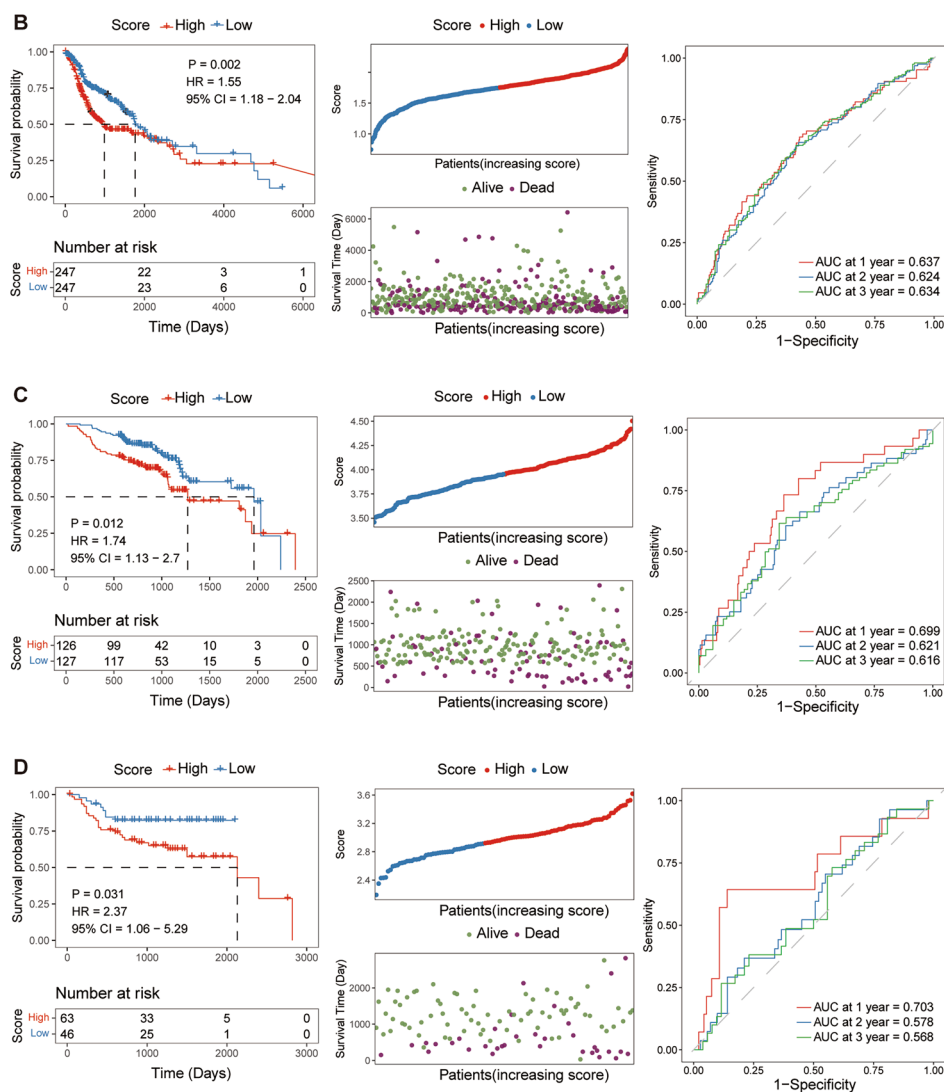 B
Score High Low
1.00
0.75
0.50
0.25
0.00
Survival probability
P = 0.002
HR = 1.55
95% CI = 1.18 − 2.04
0 2000 4000 6000
Number at risk
Score
High 247 22 3 1
Low 247 23 6 0
0 2000 4000 6000
Time (Days)
Score High Low
Score
1.5
1.0
Patients(increasing score)
Alive Dead
Survival Time (Day)
6000
4000
2000
0
Patients(increasing score)
Sensitivity
1.00
0.75
0.50
0.25
0.00
AUC at 1 year = 0.637
AUC at 2 year = 0.624
AUC at 3 year = 0.634
0.00 0.25 0.50 0.75 1.00
1−Specificity
C
Score High Low
1.00
0.75
0.50
0.25
0.00
Survival probability
P = 0.012
HR = 1.74
95% CI = 1.13 − 2.7
0 500 1000 1500 2000 2500
Number at risk
Score
High 126 99 42 10 3 0
Low 127 117 53 15 5 0
0 500 1000 1500 2000 2500
Time (Days)
Score High Low
Score
4.50
4.25
4.00
3.75
3.50
Patients(increasing score)
Alive Dead
Survival Time (Day)
2500
2000
1500
1000
500
0
Patients(increasing score)
Sensitivity
1.00
0.75
0.50
0.25
0.00
AUC at 1 year = 0.699
AUC at 2 year = 0.621
AUC at 3 year = 0.616
0.00 0.25 0.50 0.75 1.00
1−Specificity
D
Score High Low
1.00
0.75
0.50
0.25
0.00
Survival probability
P = 0.031
HR = 2.37
95% CI = 1.06 − 5.29
0 1000 2000 3000
Number at risk
Score
High 63 33 5 0
Low 46 25 1 0
0 1000 2000 3000
Time (Days)
Score High Low
Score
3.6
3.2
2.8
2.4
Patients(increasing score)
Alive Dead
Survival Time (Day)
2000
1000
0
Patients(increasing score)
Sensitivity
1.00
0.75
0.50
0.25
0.00
AUC at 1 year = 0.703
AUC at 2 year = 0.578
AUC at 3 year = 0.568
0.00 0.25 0.50 0.75 1.00
1−Specificity